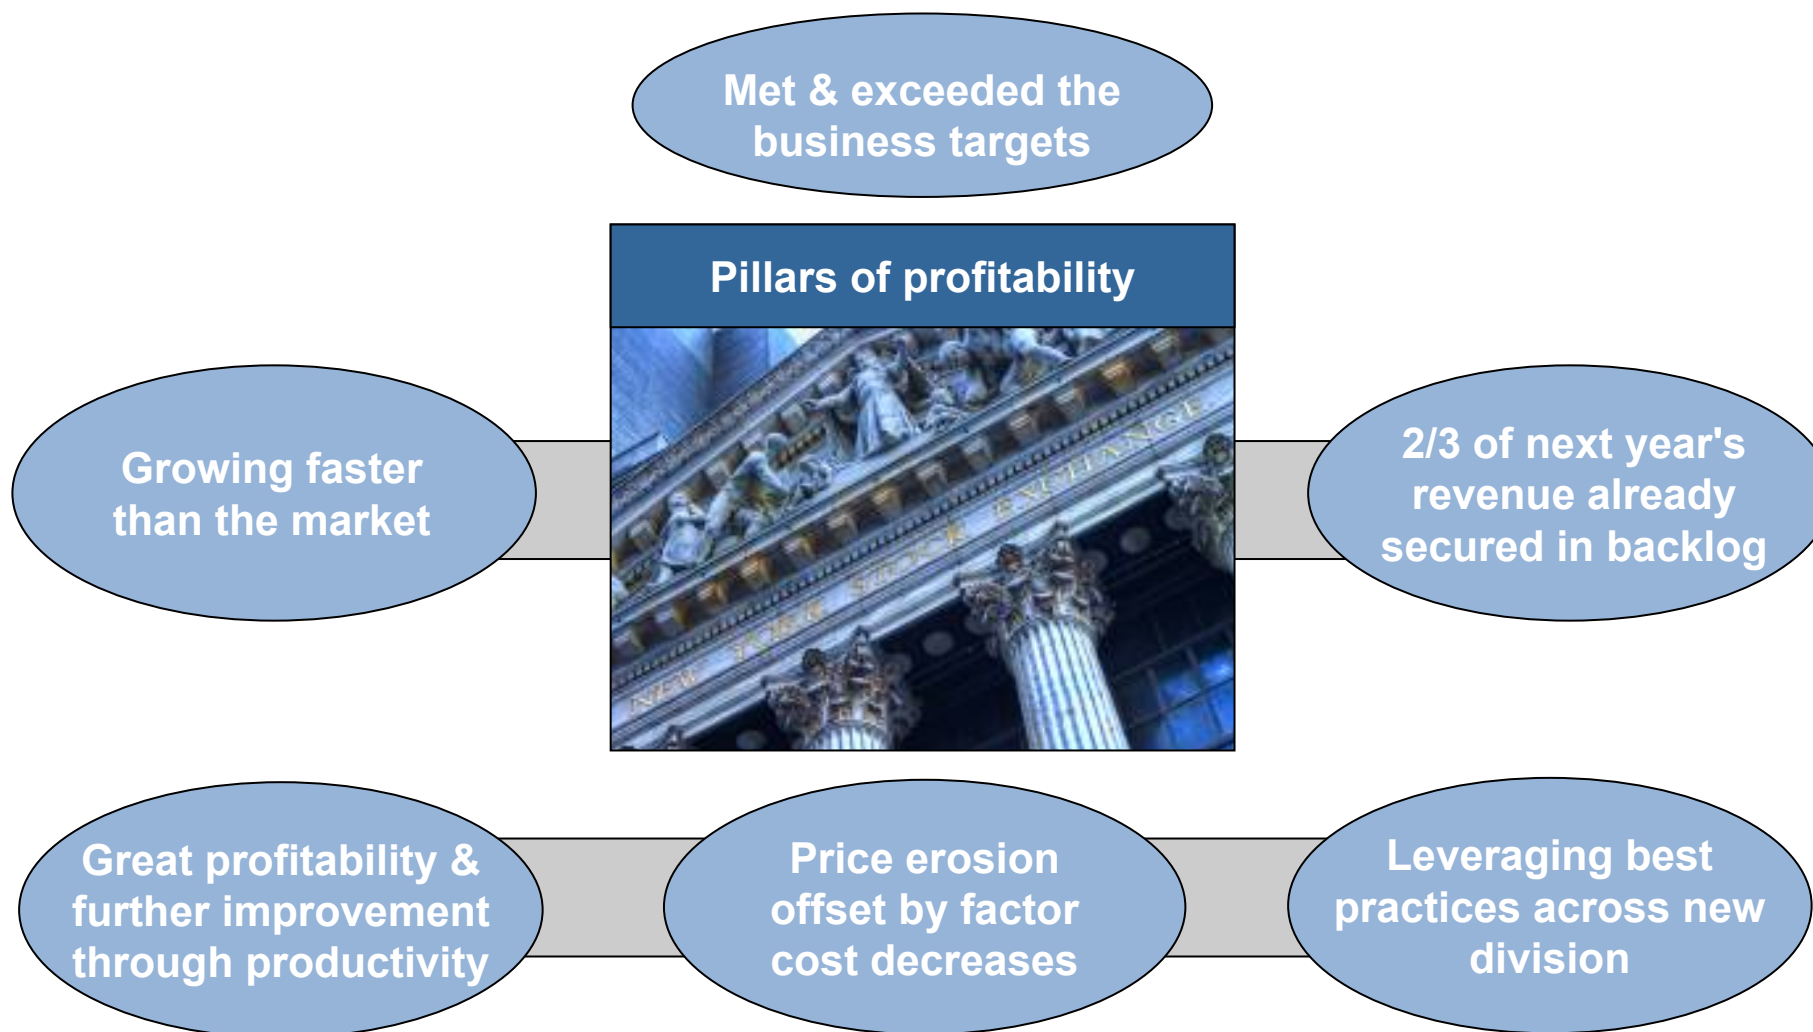 Met & exceeded the
business targets
Pillars of profitability
NEW YORK STOCK EXCHANGE
Growing faster
than the market
2/3 of next year's
revenue already
secured in backlog
Great profitability &
further improvement
through productivity
Price erosion
offset by factor
cost decreases
Leveraging best
practices across new
division